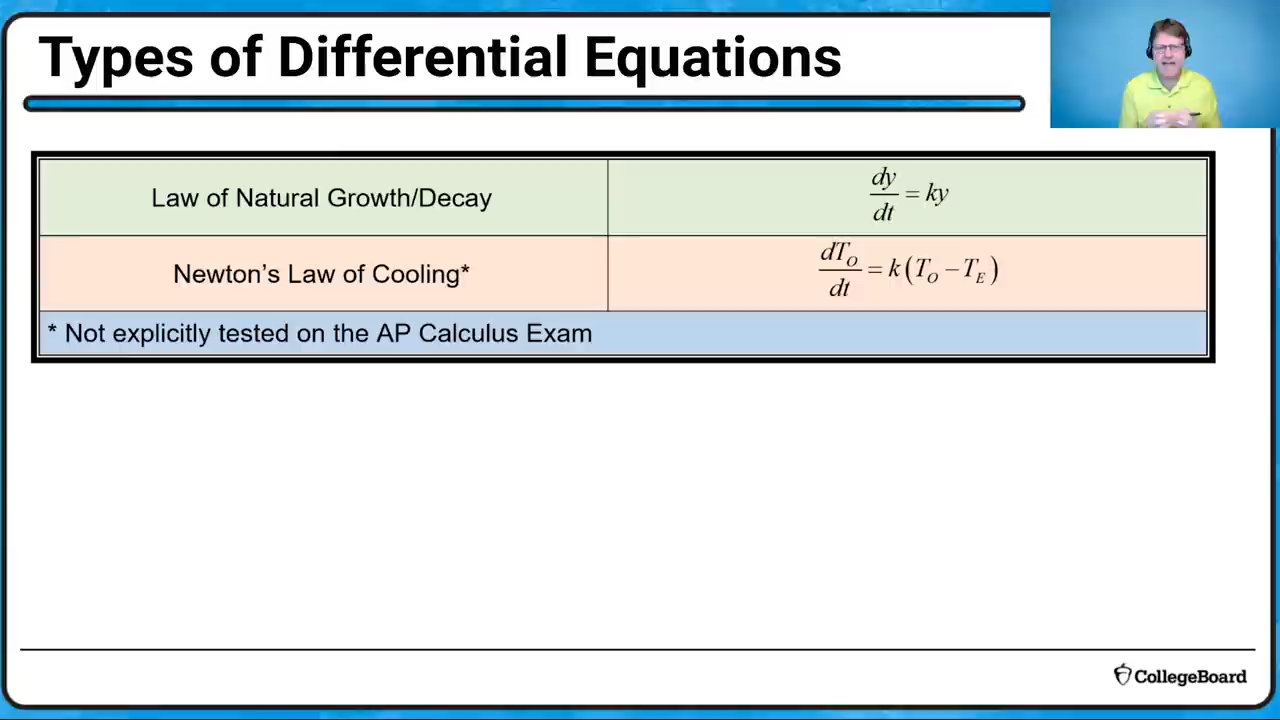 Types of Differential Equations
Law of Natural Growth/Decay
dy/dt = ky
Newton’s Law of Cooling*
dT_O/dt = k(T_O − T_E)
* Not explicitly tested on the AP Calculus Exam
CollegeBoard